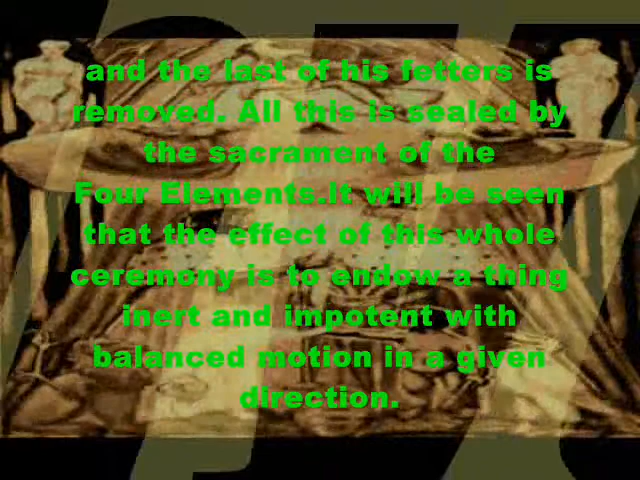 and the last of his fetters is
removed. All this is sealed by
the sacrament of the
Four Elements.It will be seen
that the effect of this whole
ceremony is to endow a thing
inert and impotent with
balanced motion in a given
direction.